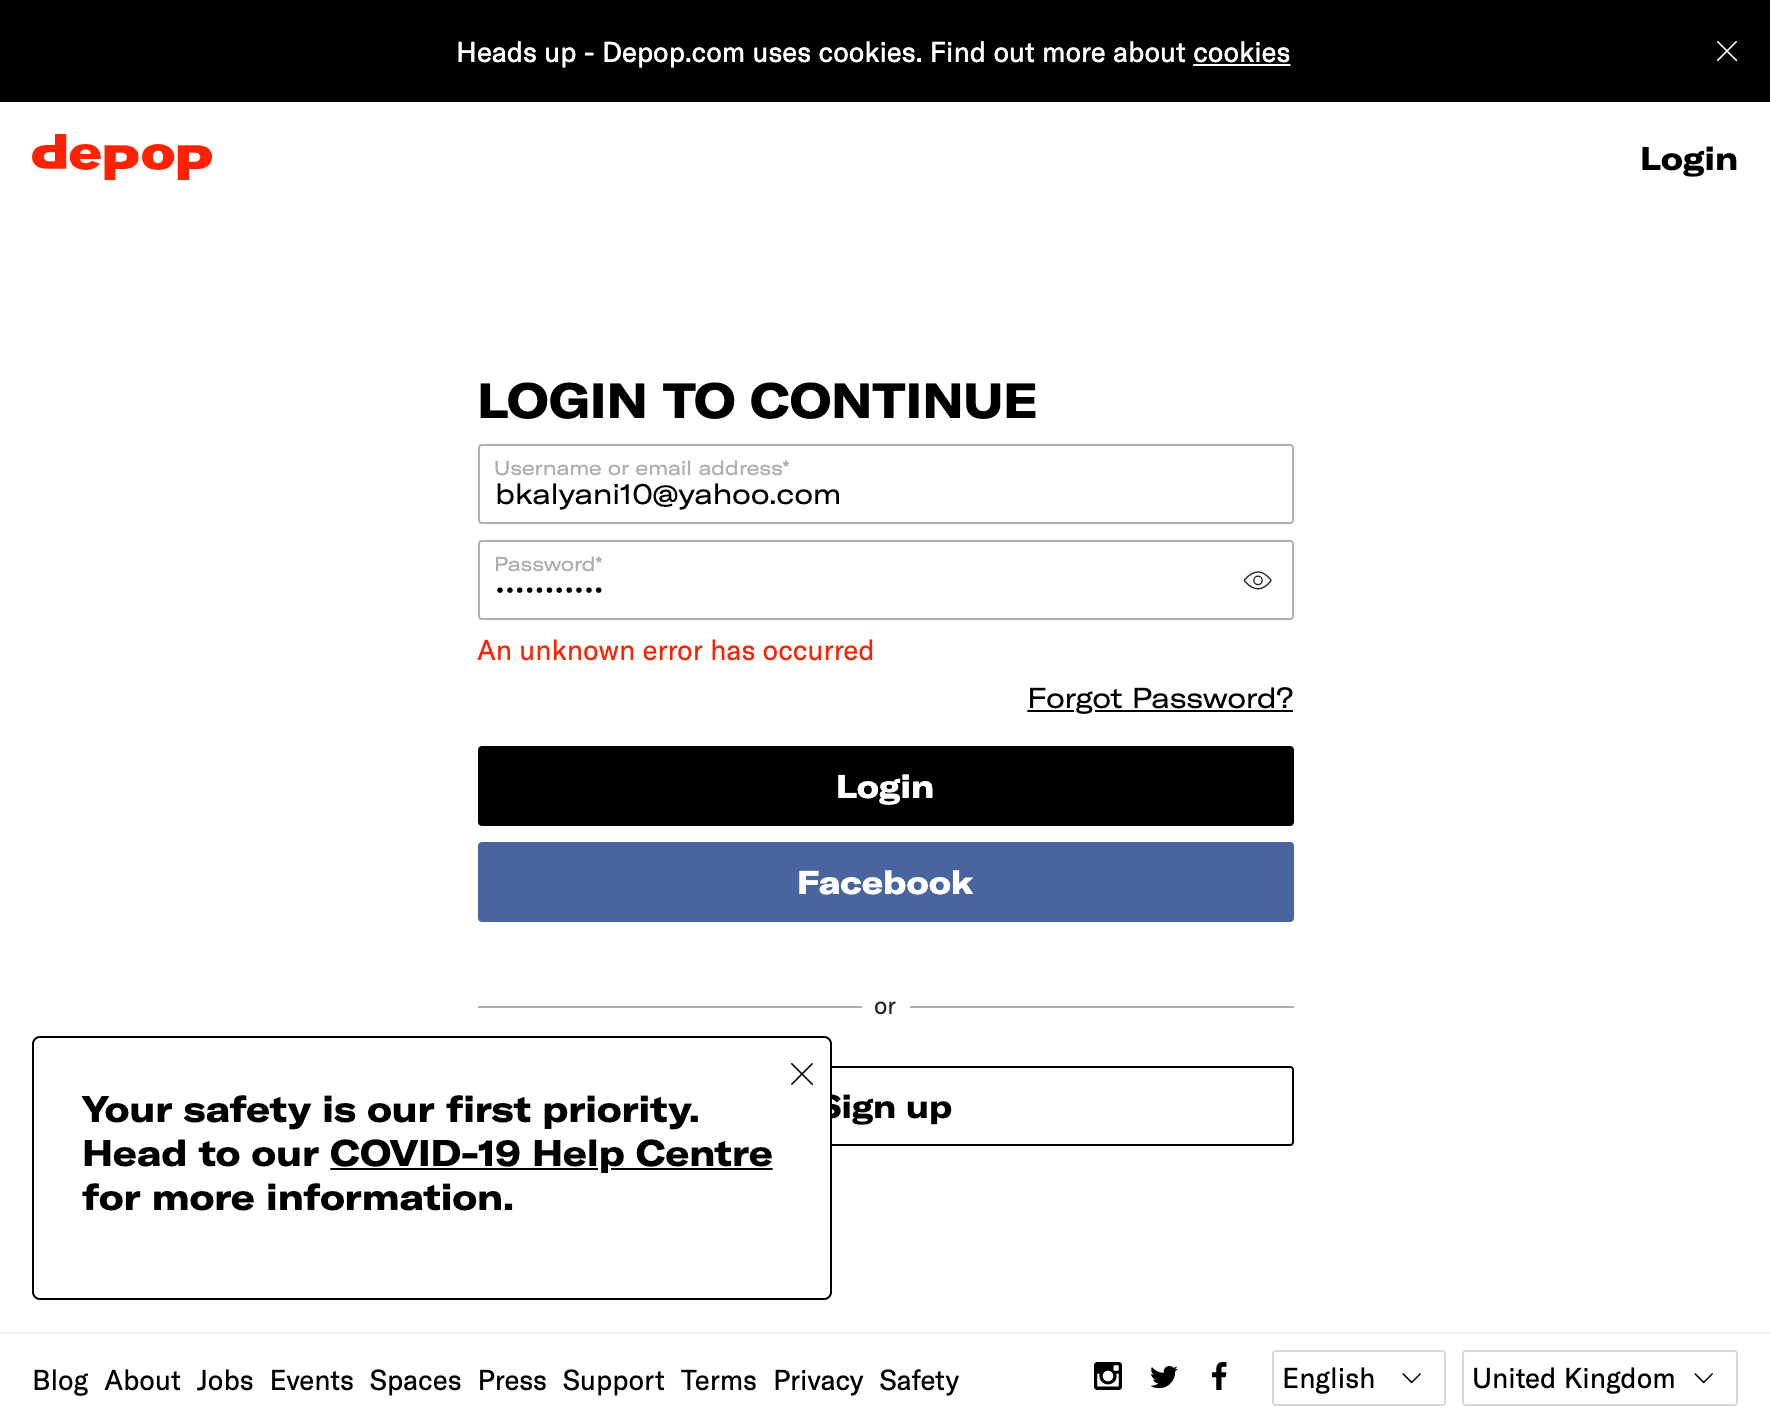 Heads up - Depop.com uses cookies. Find out more about cookies
depop
Login
LOGIN TO CONTINUE
Username or email address*
bkalyani10@yahoo.com
Password*
•••••••••••
An unknown error has occurred
Forgot Password?
Login
Facebook
or
Sign up
Your safety is our first priority.
Head to our COVID-19 Help Centre
for more information.
Blog About Jobs Events Spaces Press Support Terms Privacy Safety
English
United Kingdom